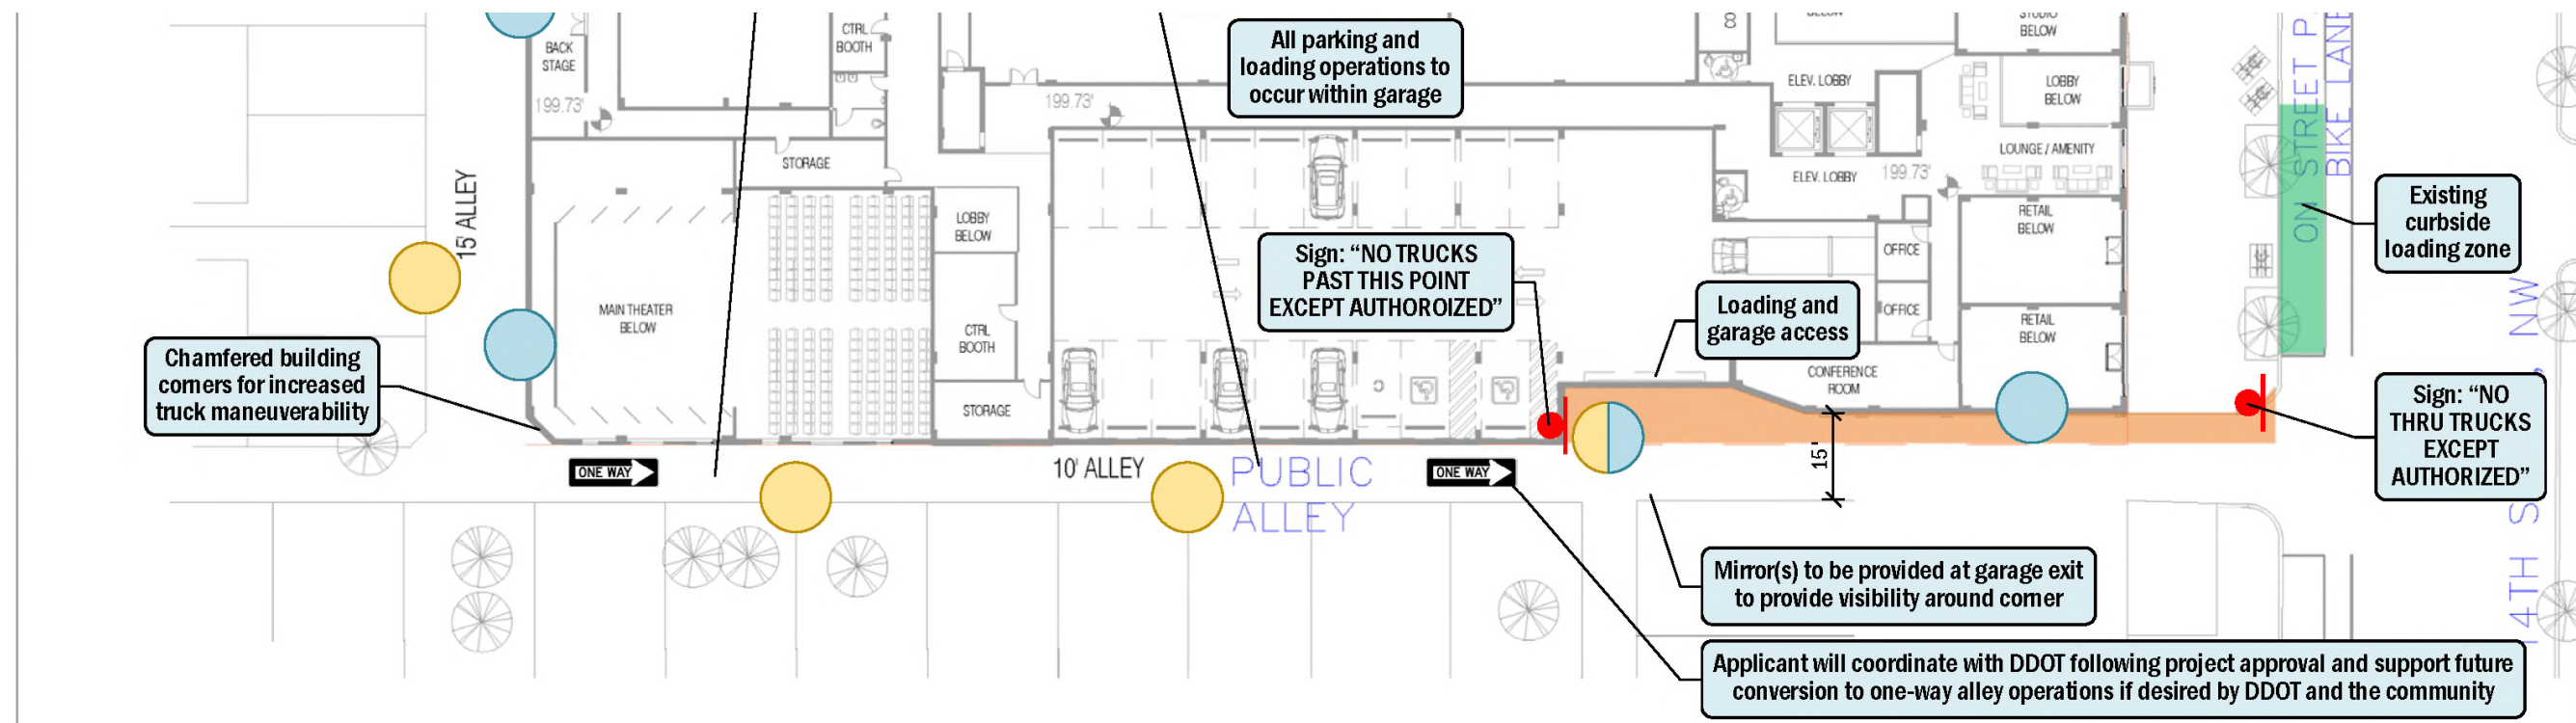 BACK
STAGE
199.73'
CTRL
BOOTH
199.73'
All parking and
loading operations to
occur within garage
8
STUDIO
BELOW
ELEV. LOBBY
LOBBY
BELOW
LOUNGE / AMENITY
ELEV. LOBBY
199.73'
ON STREET P
BIKE LANE
STORAGE
15' ALLEY
LOBBY
BELOW
RETAIL
BELOW
Existing
curbside
loading zone
Sign: “NO TRUCKS
PAST THIS POINT
EXCEPT AUTHOROIZED”
OFFICE
OFFICE
Loading and
garage access
MAIN THEATER
BELOW
CTRL
BOOTH
RETAIL
BELOW
Chamfered building
corners for increased
truck maneuverability
CONFERENCE
ROOM
STORAGE
Sign: “NO
THRU TRUCKS
EXCEPT
AUTHORIZED”
ONE WAY
10' ALLEY
PUBLIC
ALLEY
ONE WAY
15'
14TH S , NW
Mirror(s) to be provided at garage exit
to provide visibility around corner
Applicant will coordinate with DDOT following project approval and support future
conversion to one-way alley operations if desired by DDOT and the community